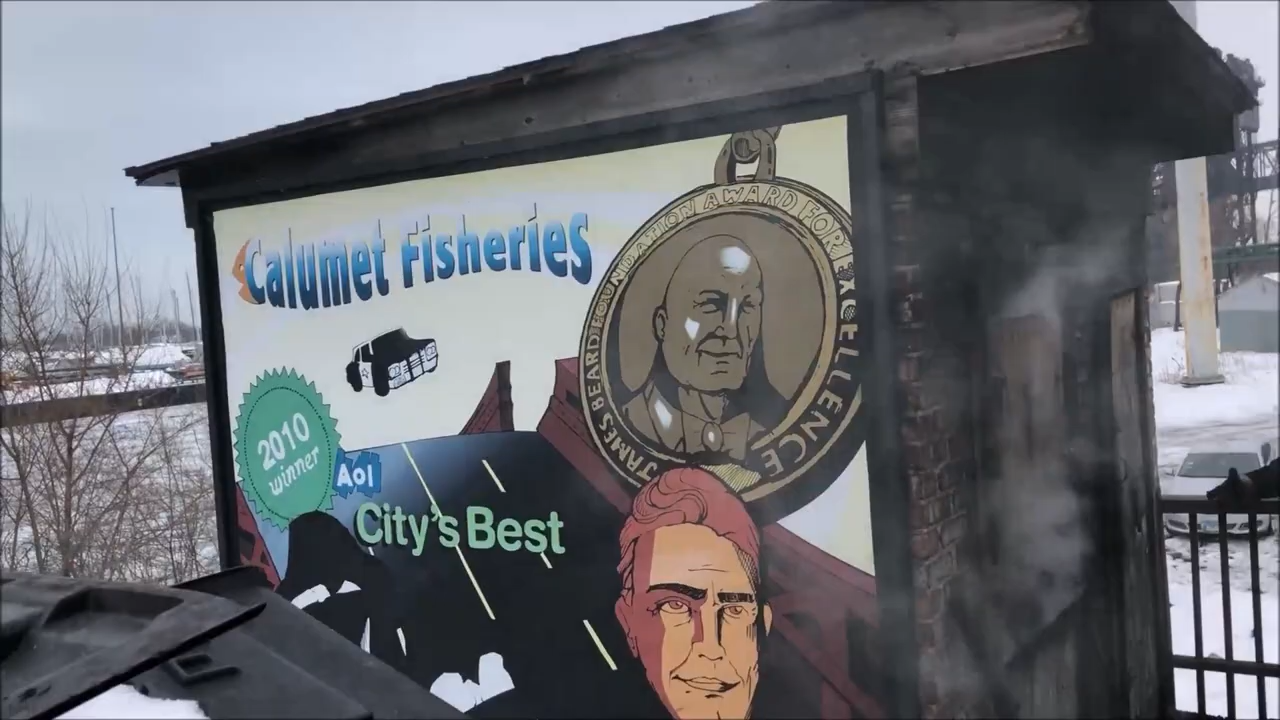 Calumet Fisheries
JAMES BEARD FOUNDATION AWARD FOR EXCELLENCE
2010
winner
Aol
City's Best